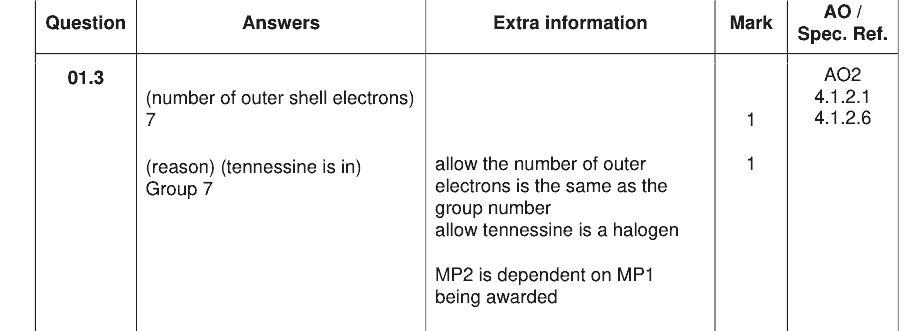 Question Answers Extra information Mark AO /
Spec. Ref.
01.3 AO2
(number of outer shell electrons) 4.1.2.1
7 1 4.1.2.6
(reason) (tennessine is in) allow the number of outer 1
Group 7 electrons is the same as the
group number
allow tennessine is a halogen
MP2 is dependent on MP1
being awarded